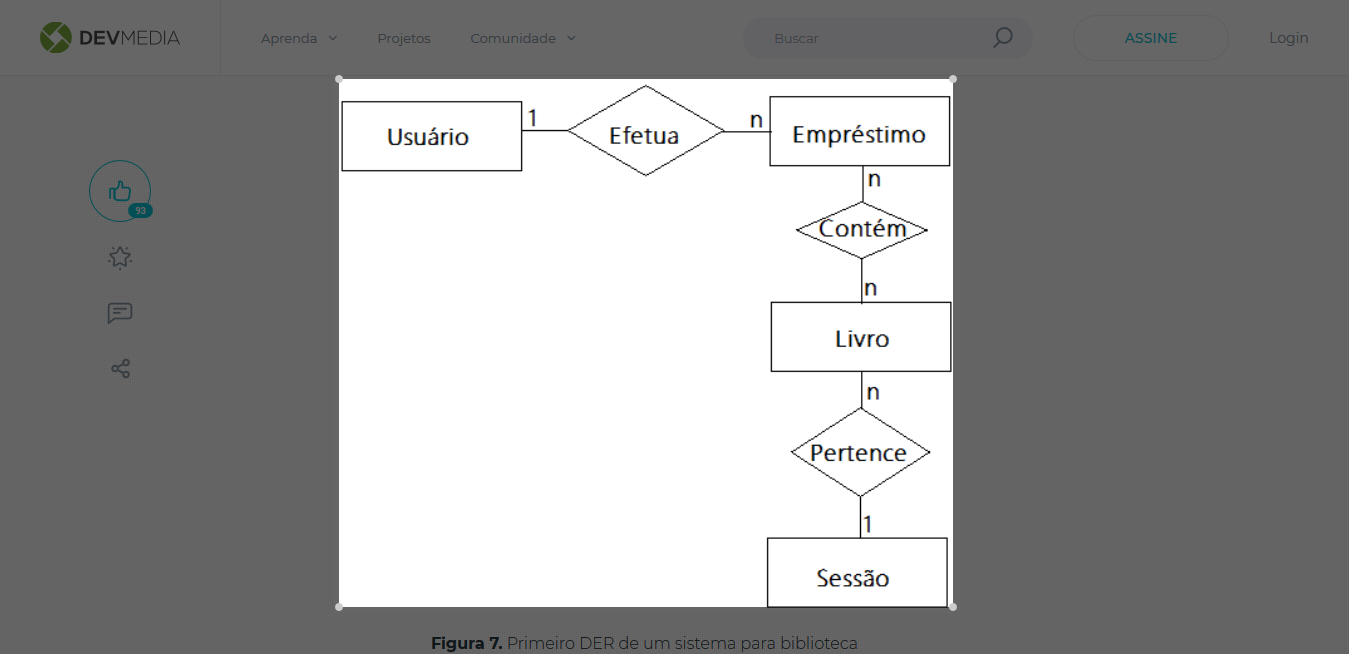 DEVMEDIA
Aprenda
Projetos
Comunidade
Buscar
ASSINE
Login
93
Usuário
1
Efetua
n
Empréstimo
n
Contém
n
Livro
n
Pertence
1
Sessão
Figura 7. Primeiro DER de um sistema para biblioteca